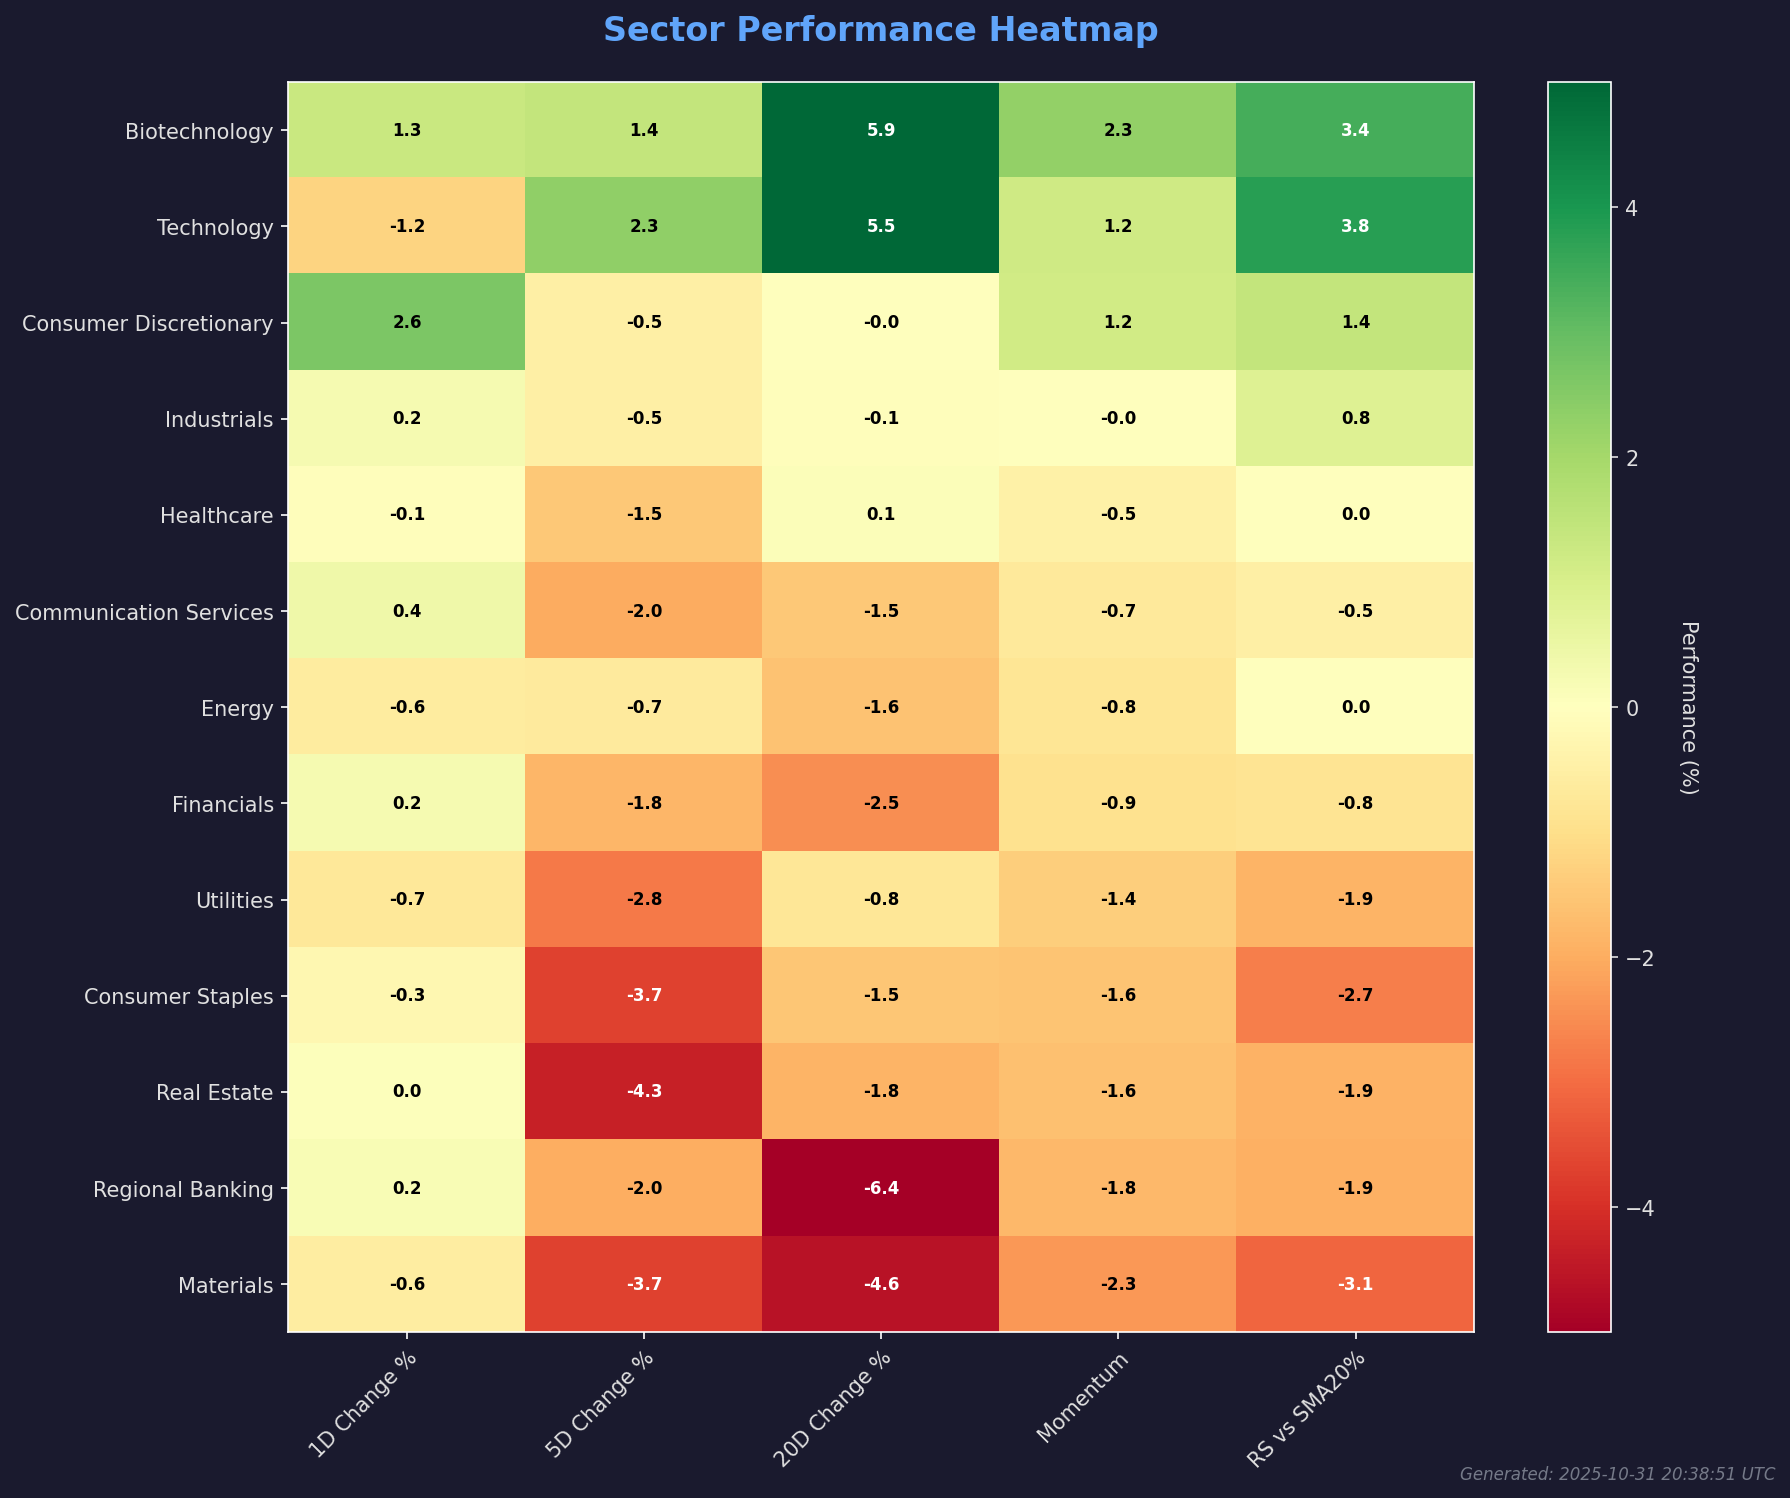 Sector Performance Heatmap
Biotechnology 1.3 1.4 5.9 2.3 3.4
Technology -1.2 2.3 5.5 1.2 3.8
Consumer Discretionary 2.6 -0.5 -0.0 1.2 1.4
Industrials 0.2 -0.5 -0.1 -0.0 0.8
Healthcare -0.1 -1.5 0.1 -0.5 0.0
Communication Services 0.4 -2.0 -1.5 -0.7 -0.5
Energy -0.6 -0.7 -1.6 -0.8 0.0
Financials 0.2 -1.8 -2.5 -0.9 -0.8
Utilities -0.7 -2.8 -0.8 -1.4 -1.9
Consumer Staples -0.3 -3.7 -1.5 -1.6 -2.7
Real Estate 0.0 -4.3 -1.8 -1.6 -1.9
Regional Banking 0.2 -2.0 -6.4 -1.8 -1.9
Materials -0.6 -3.7 -4.6 -2.3 -3.1
1D Change % 5D Change % 20D Change % Momentum RS vs SMA20%
4
2
0
−2
−4
Performance (%)
Generated: 2025-10-31 20:38:51 UTC